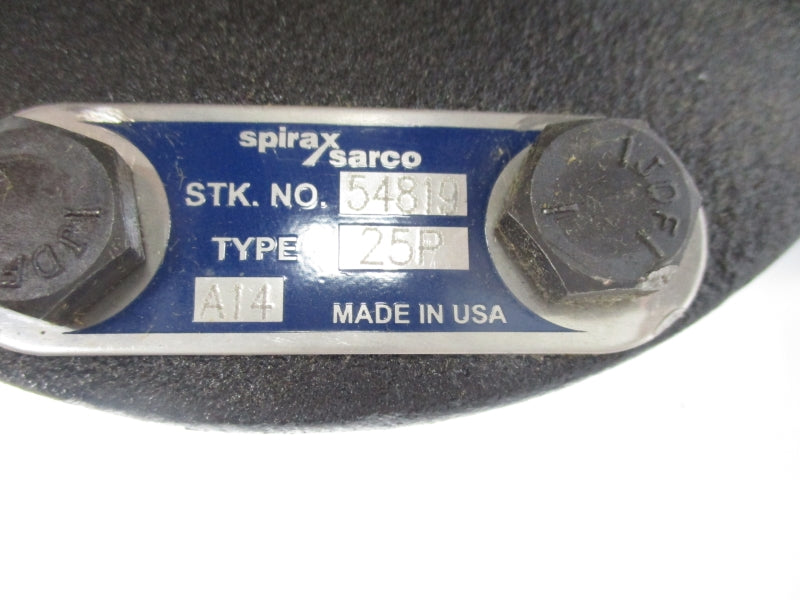 spirax
sarco
STK. NO. 54819
TYPE 25P
A14
MADE IN USA